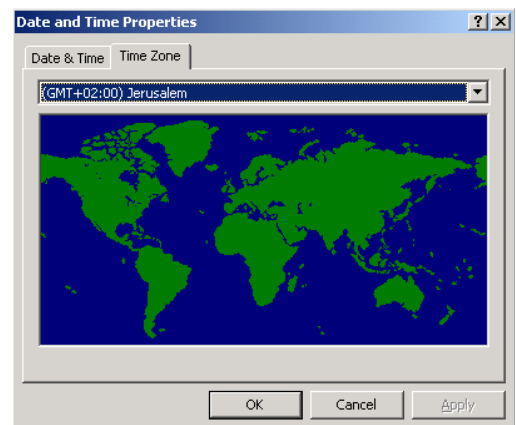 Date and Time Properties
Date & Time
Time Zone
(GMT+02:00) Jerusalem
OK
Cancel
Apply